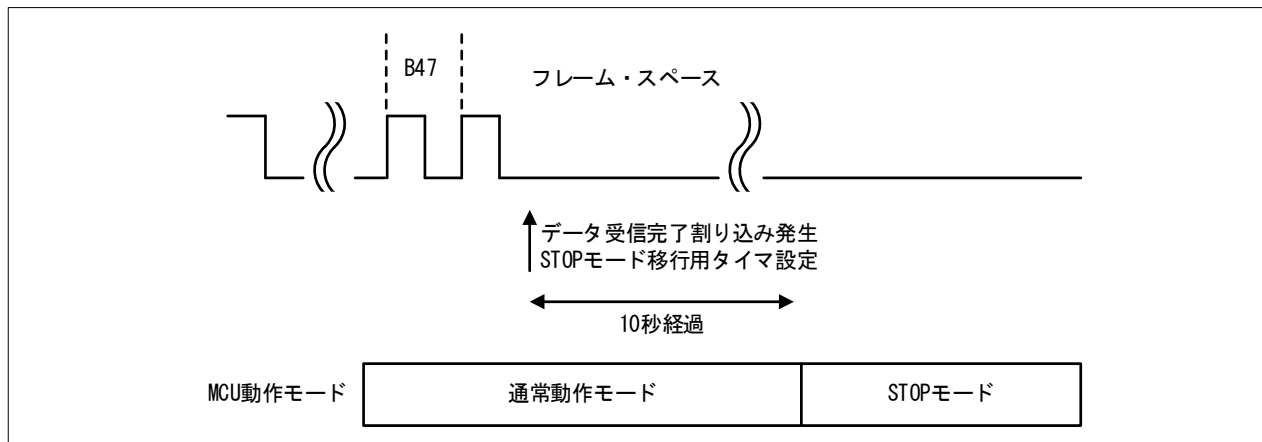 B47
フレーム・スペース
データ受信完了割り込み発生
STOPモード移行用タイマ設定
10秒経過
MCU動作モード
通常動作モード
STOPモード